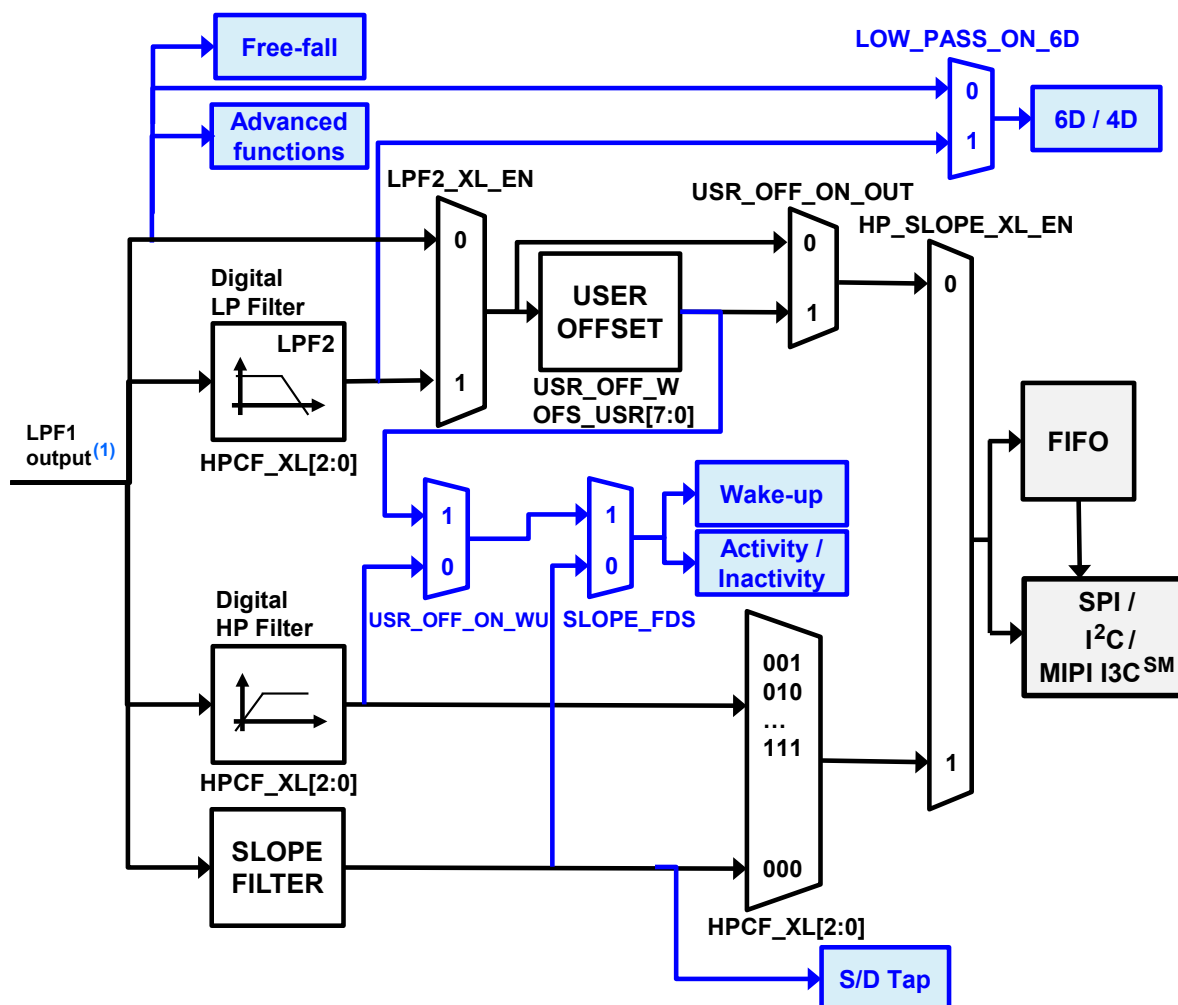 Free-fall
LOW_PASS_ON_6D
0
1
6D / 4D
Advanced
functions
LPF2_XL_EN
0
1
USR_OFF_ON_OUT
0
1
HP_SLOPE_XL_EN
0
1
Digital
LP Filter
LPF2
HPCF_XL[2:0]
USER
OFFSET
USR_OFF_W
OFS_USR[7:0]
LPF1
output(1)
FIFO
1
0
USR_OFF_ON_WU
1
0
SLOPE_FDS
Wake-up
Activity /
Inactivity
SPI /
I2C /
MIPI I3CSM
Digital
HP Filter
HPCF_XL[2:0]
001
010
...
111
000
HPCF_XL[2:0]
SLOPE
FILTER
S/D Tap